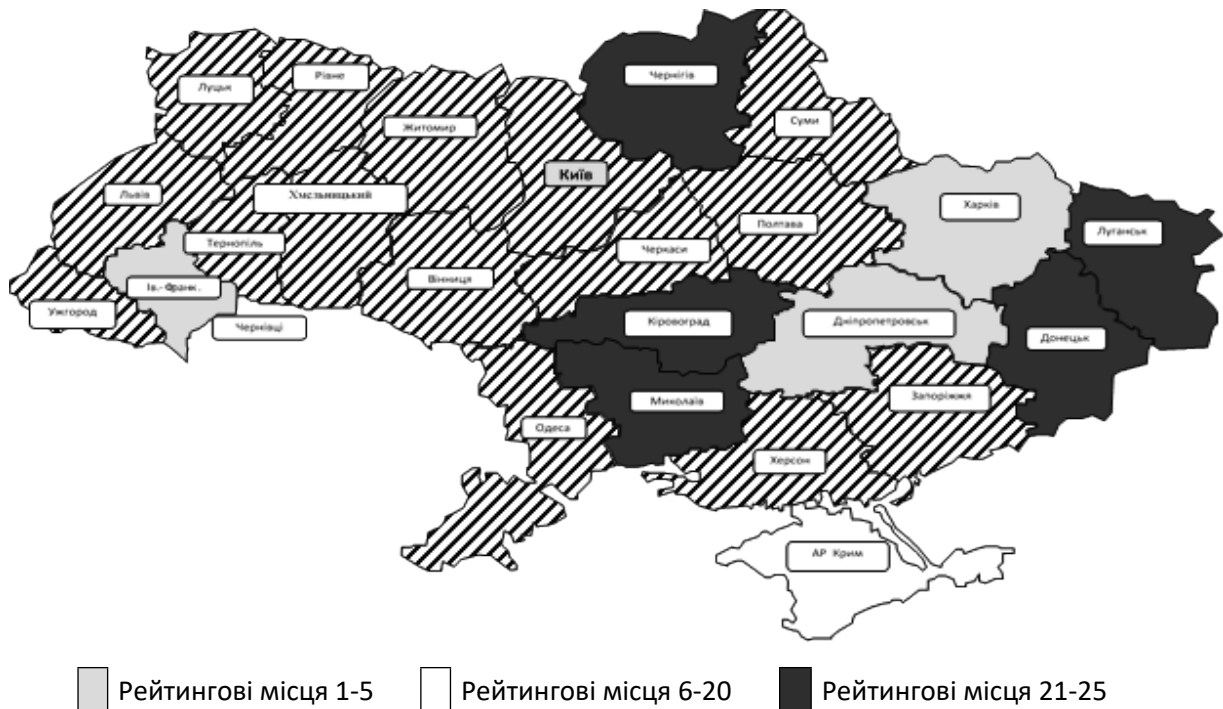 Чернігів
Рівне
Луцьк
Житомир
Суми
Київ
Хмельницький
Львів
Харків
Полтава
Луганськ
Тернопіль
Черкаси
Вінниця
Ів.- Франк.
Ужгород
Чернівці
Кіровоград
Дніпропетровськ
Донецьк
Миколаїв
Запоріжжя
Одеса
Херсон
АР Крим
Рейтингові місця 1-5
Рейтингові місця 6-20
Рейтингові місця 21-25